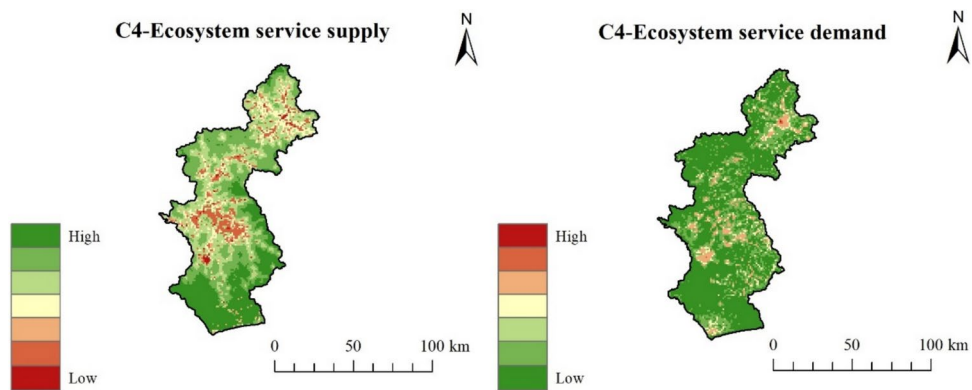 C4-Ecosystem service supply
N
High
Low
0 50 100 km
C4-Ecosystem service demand
N
High
Low
0 50 100 km